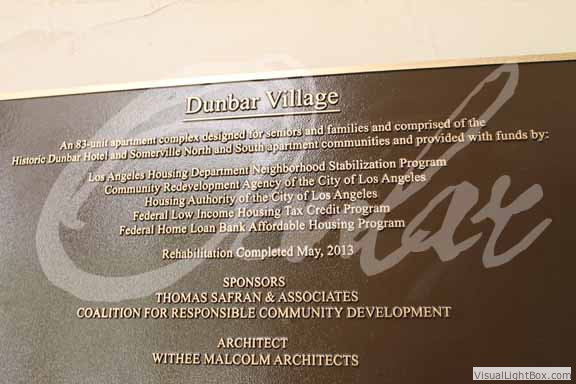 Dunbar Village
An 83-unit apartment complex designed for seniors and families and comprised of the
Historic Dunbar Hotel and Somerville North and South apartment communities and provided with funds by:
Los Angeles Housing Department Neighborhood Stabilization Program
Community Redevelopment Agency of the City of Los Angeles
Housing Authority of the City of Los Angeles
Federal Low Income Housing Tax Credit Program
Federal Home Loan Bank Affordable Housing Program
Rehabilitation Completed May, 2013
SPONSORS
THOMAS SAFRAN & ASSOCIATES
COALITION FOR RESPONSIBLE COMMUNITY DEVELOPMENT
ARCHITECT
WITHEE MALCOLM ARCHITECTS
VisualLightBox.com